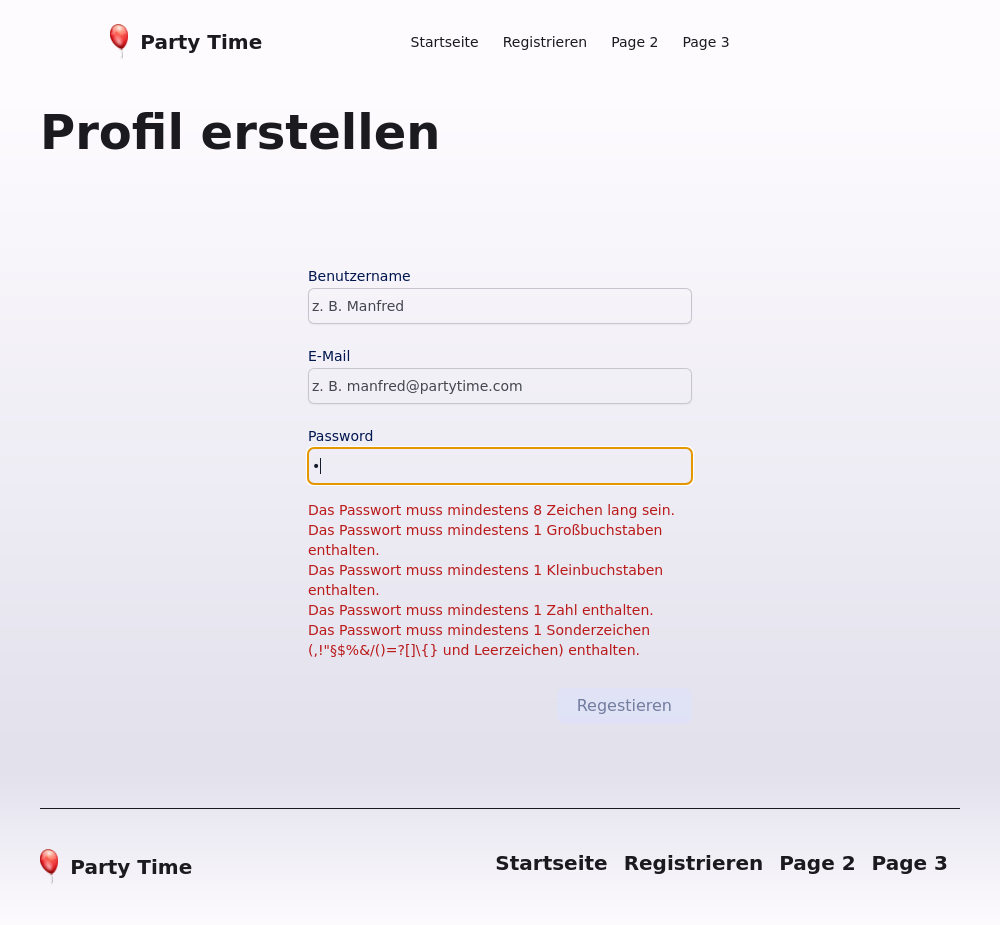 Party Time
Startseite Registrieren Page 2 Page 3
Profil erstellen
Benutzername
z. B. Manfred
E-Mail
z. B. manfred@partytime.com
Password
•
Das Passwort muss mindestens 8 Zeichen lang sein.
Das Passwort muss mindestens 1 Großbuchstaben
enthalten.
Das Passwort muss mindestens 1 Kleinbuchstaben
enthalten.
Das Passwort muss mindestens 1 Zahl enthalten.
Das Passwort muss mindestens 1 Sonderzeichen
(,!"§$%&/()=?[]\{} und Leerzeichen) enthalten.
Regestieren
Party Time
Startseite Registrieren Page 2 Page 3